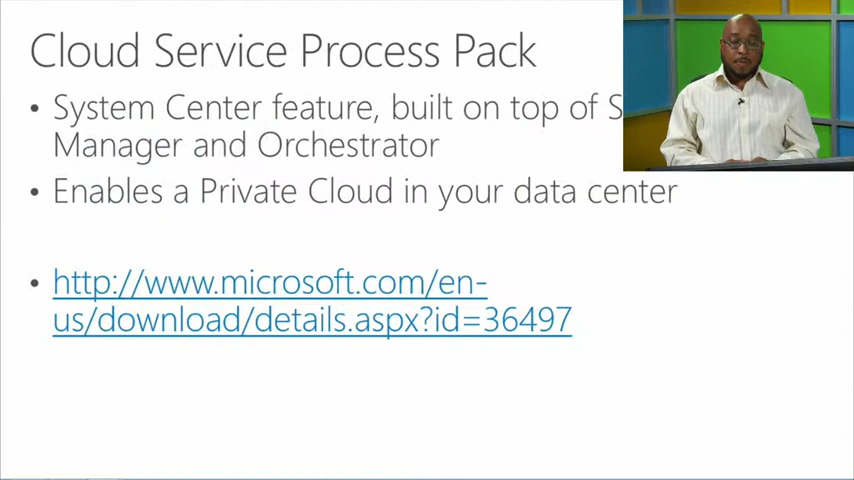 Cloud Service Process Pack
• System Center feature, built on top of S
Manager and Orchestrator
• Enables a Private Cloud in your data center
• http://www.microsoft.com/en-
us/download/details.aspx?id=36497